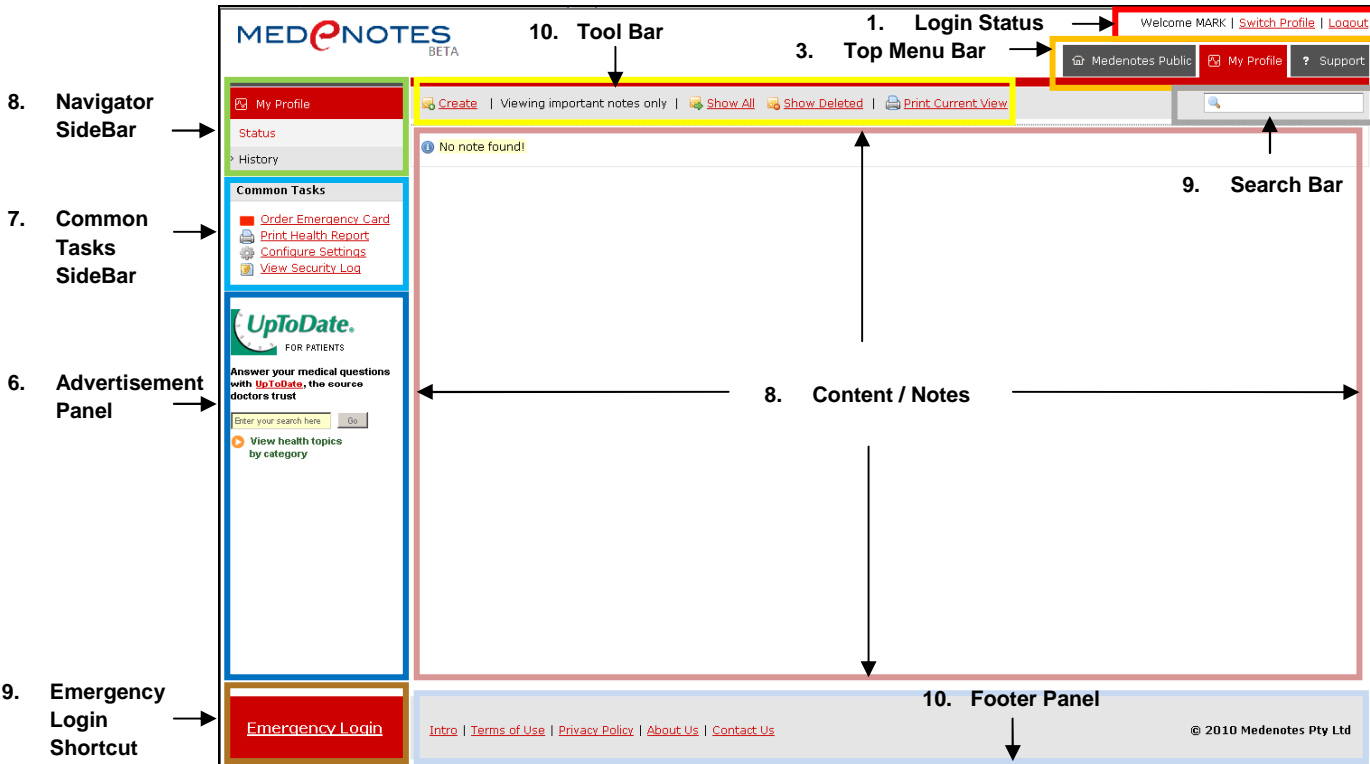 MEDeNOTES
BETA
10. Tool Bar
1. Login Status
Welcome MARK | Switch Profile | Logout
3. Top Menu Bar
Medenotes Public
My Profile
? Support
8. Navigator
SideBar
My Profile
Status
› History
Create | Viewing important notes only | Show All Show Deleted | Print Current View
No note found!
9. Search Bar
7. Common
Tasks
SideBar
Common Tasks
Order Emergency Card
Print Health Report
Configure Settings
View Security Log
6. Advertisement
Panel
UpToDate®
FOR PATIENTS
Answer your medical questions
with UpToDate, the source
doctors trust
Enter your search here Go
View health topics
by category
8. Content / Notes
9. Emergency
Login
Shortcut
Emergency Login
10. Footer Panel
Intro | Terms of Use | Privacy Policy | About Us | Contact Us
© 2010 Medenotes Pty Ltd